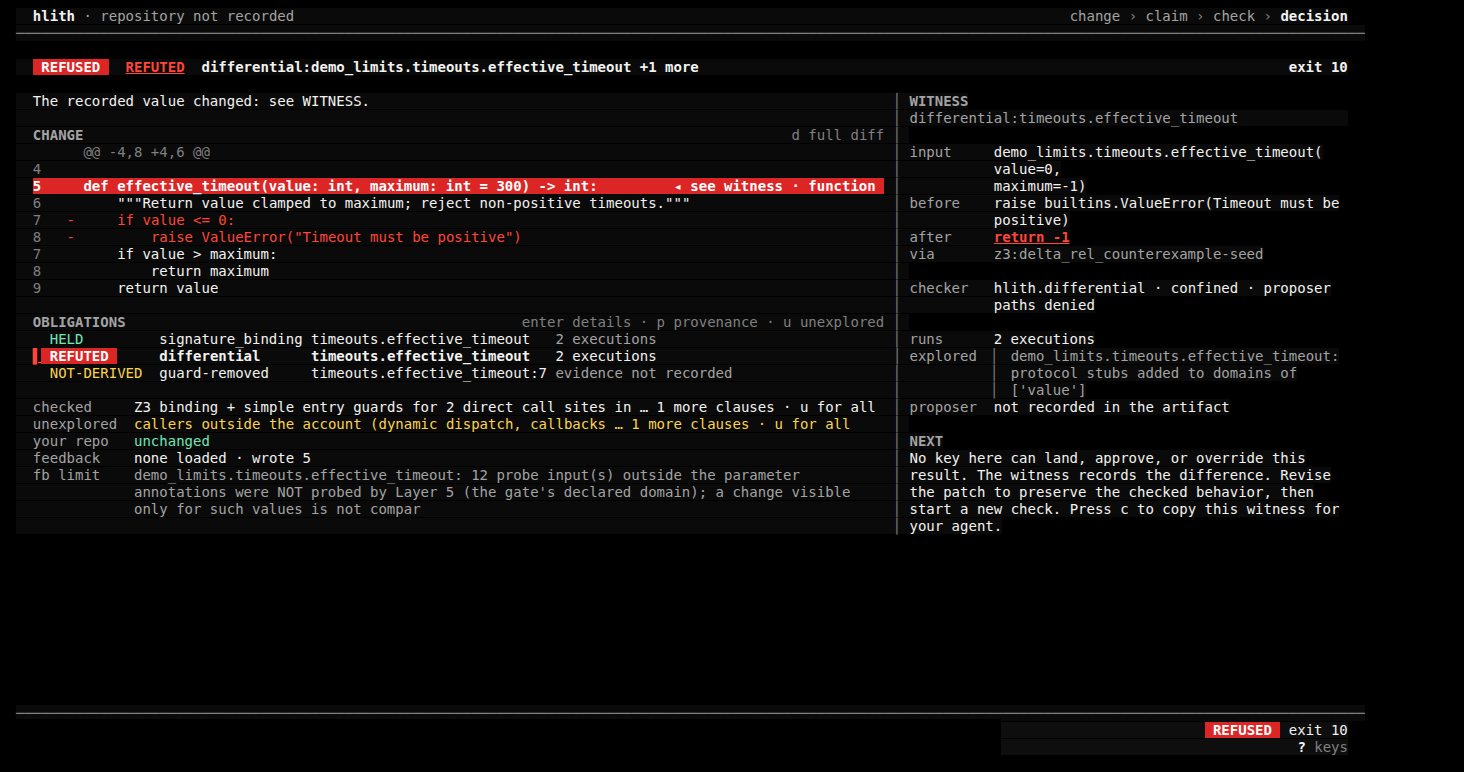 hlith · repository not recorded change › claim › check › decision
REFUSED REFUTED differential:demo_limits.timeouts.effective_timeout +1 more exit 10
The recorded value changed: see WITNESS.
CHANGE d full diff
@@ -4,8 +4,6 @@
4
5 def effective_timeout(value: int, maximum: int = 300) -> int: ◂ see witness · function
6 """Return value clamped to maximum; reject non-positive timeouts."""
7 - if value <= 0:
8 - raise ValueError("Timeout must be positive")
7 if value > maximum:
8 return maximum
9 return value
OBLIGATIONS enter details · p provenance · u unexplored
HELD signature_binding timeouts.effective_timeout 2 executions
REFUTED differential timeouts.effective_timeout 2 executions
NOT-DERIVED guard-removed timeouts.effective_timeout:7 evidence not recorded
checked Z3 binding + simple entry guards for 2 direct call sites in … 1 more clauses · u for all
unexplored callers outside the account (dynamic dispatch, callbacks … 1 more clauses · u for all
your repo unchanged
feedback none loaded · wrote 5
fb limit demo_limits.timeouts.effective_timeout: 12 probe input(s) outside the parameter
annotations were NOT probed by Layer 5 (the gate's declared domain); a change visible
only for such values is not compar
WITNESS
differential:timeouts.effective_timeout
input demo_limits.timeouts.effective_timeout(
value=0,
maximum=-1)
before raise builtins.ValueError(Timeout must be
positive)
after return -1
via z3:delta_rel_counterexample-seed
checker hlith.differential · confined · proposer
paths denied
runs 2 executions
explored demo_limits.timeouts.effective_timeout:
protocol stubs added to domains of
['value']
proposer not recorded in the artifact
NEXT
No key here can land, approve, or override this
result. The witness records the difference. Revise
the patch to preserve the checked behavior, then
start a new check. Press c to copy this witness for
your agent.
REFUSED exit 10
? keys